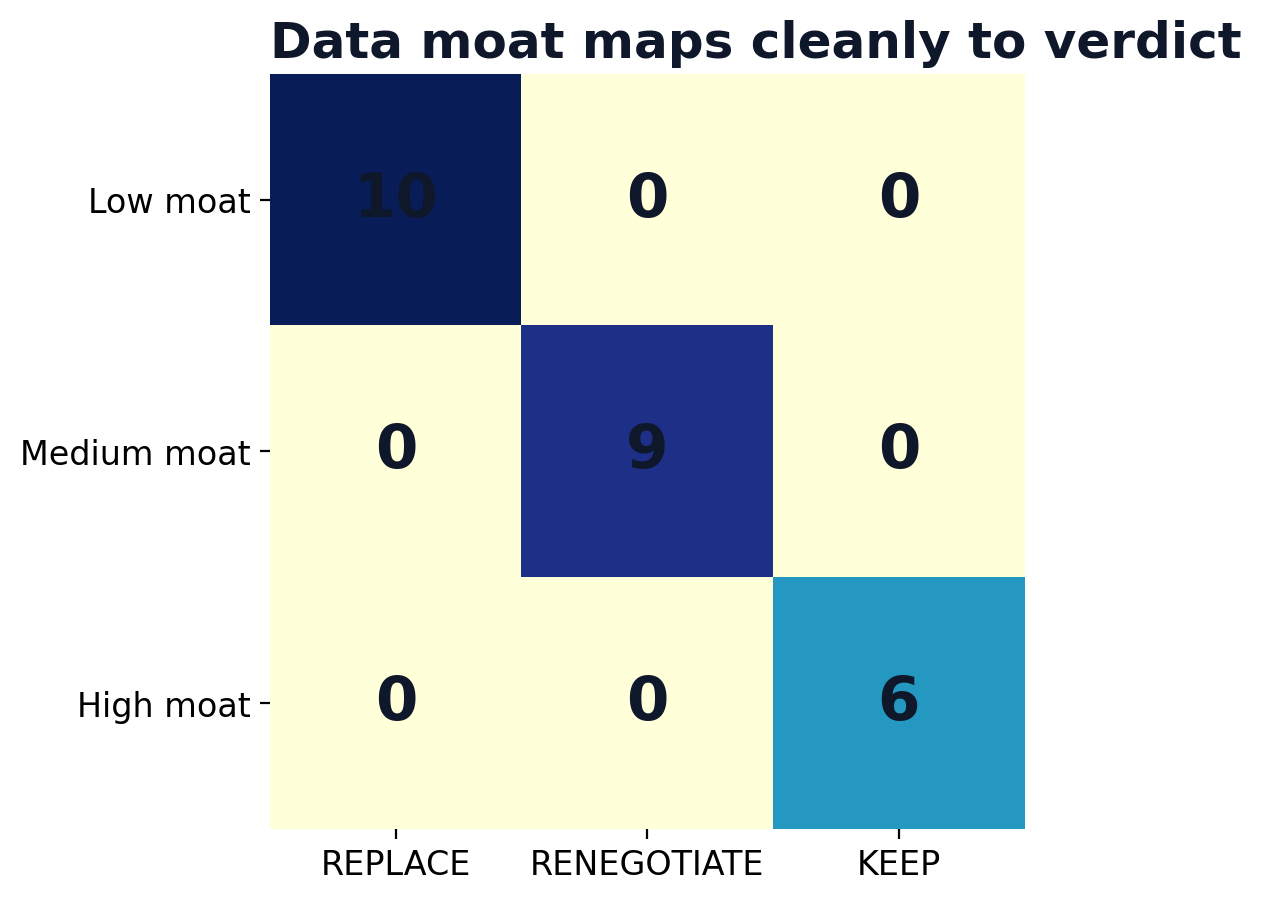 Data moat maps cleanly to verdict
Low moat 10 0 0
Medium moat 0 9 0
High moat 0 0 6
REPLACE RENEGOTIATE KEEP